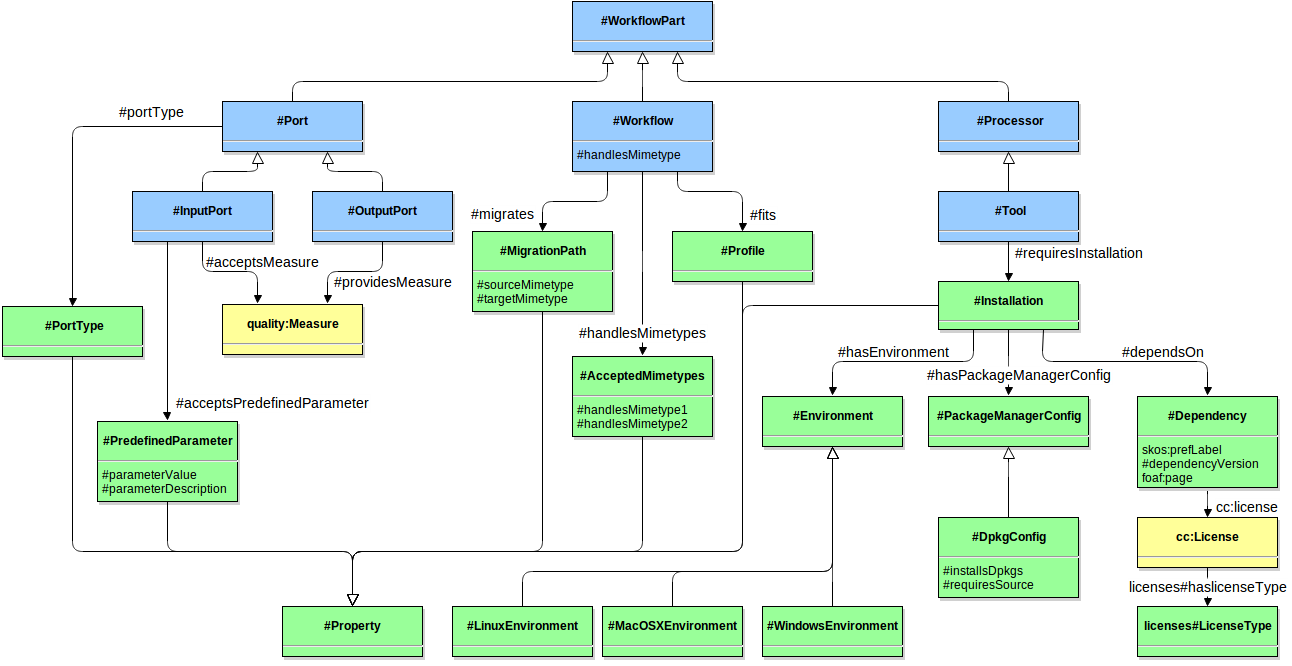 #WorkflowPart
#portType
#Port
#Workflow
#handlesMimetype
#Processor
#InputPort
#OutputPort
#migrates
#fits
#Tool
#acceptsMeasure
#providesMeasure
#MigrationPath
#sourceMimetype
#targetMimetype
#Profile
#requiresInstallation
#Installation
#PortType
quality:Measure
#handlesMimetypes
#hasEnvironment
#dependsOn
#hasPackageManagerConfig
#acceptsPredefinedParameter
#AcceptedMimetypes
#handlesMimetype1
#handlesMimetype2
#Environment
#PackageManagerConfig
#Dependency
skos:prefLabel
#dependencyVersion
foaf:page
#PredefinedParameter
#parameterValue
#parameterDescription
cc:license
#DpkgConfig
#installsDpkgs
#requiresSource
cc:License
licenses#haslicenseType
#Property
#LinuxEnvironment
#MacOSXEnvironment
#WindowsEnvironment
licenses#LicenseType